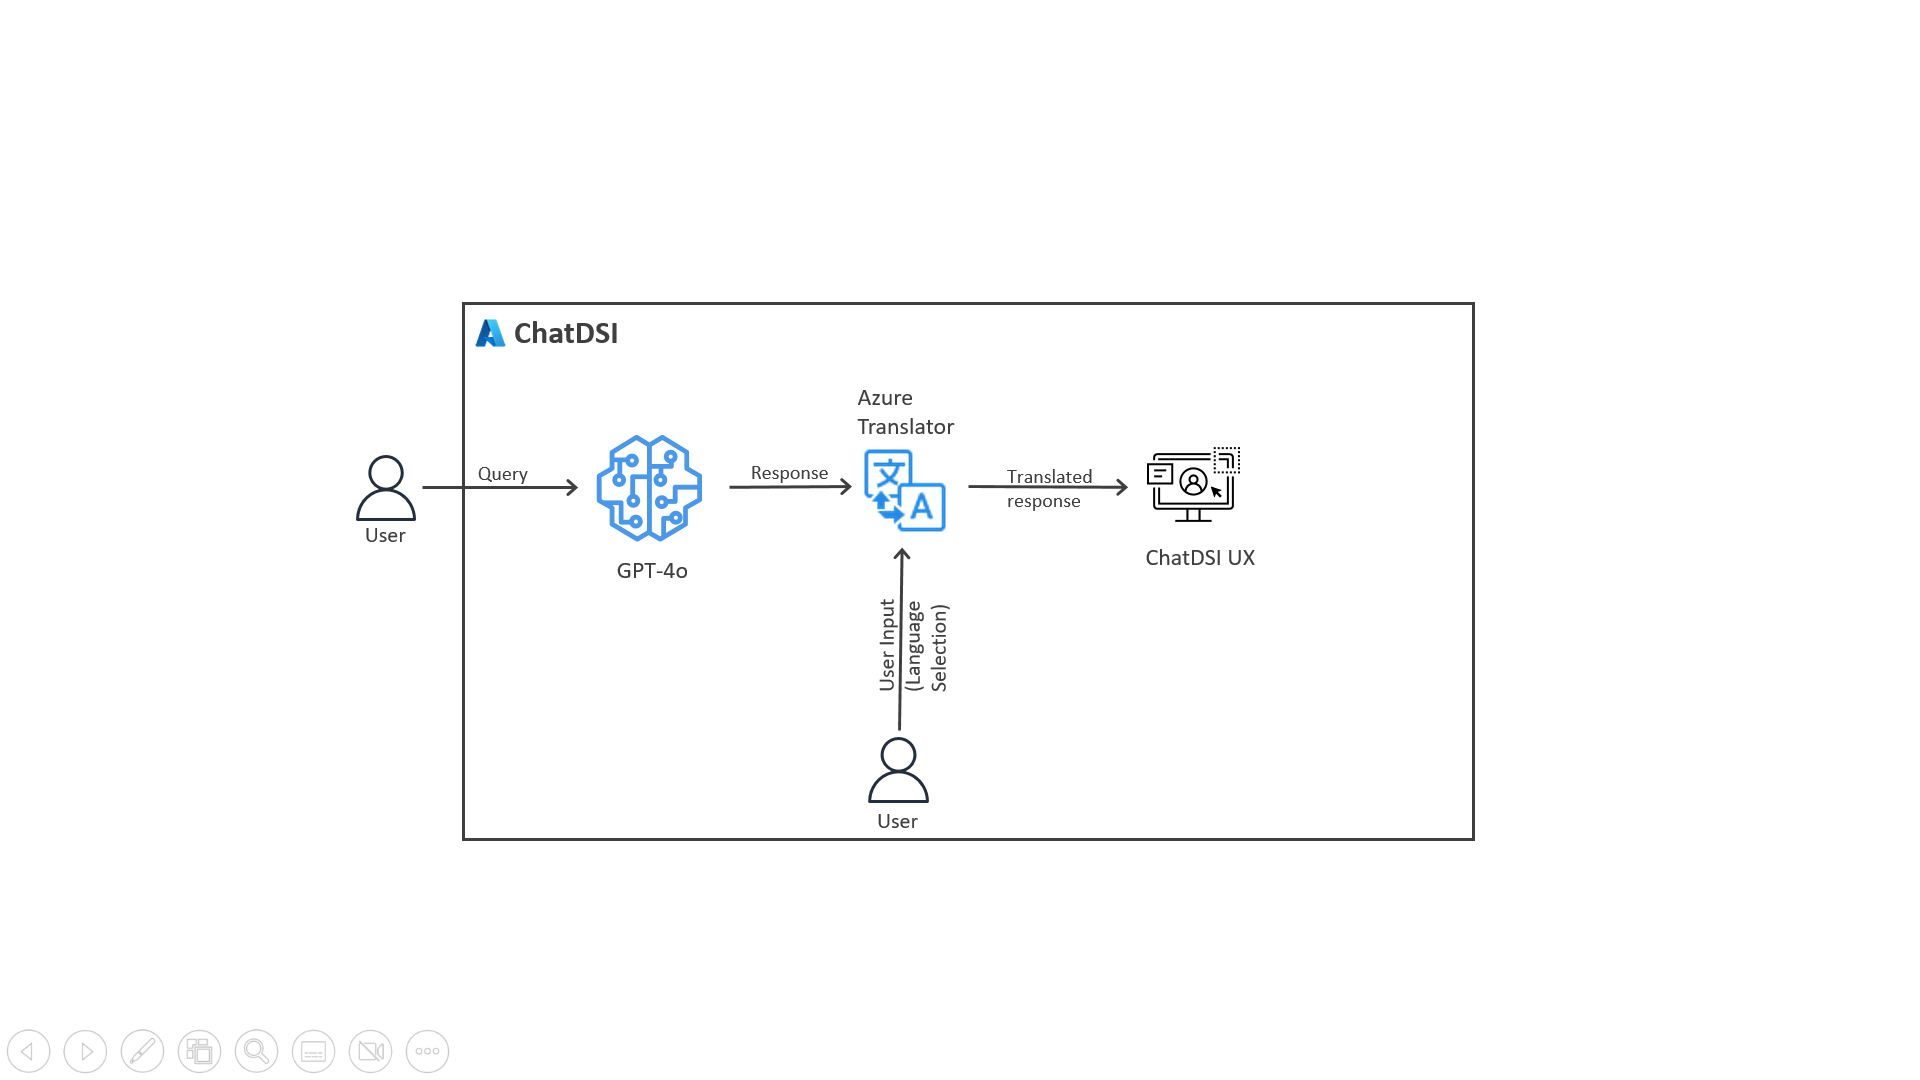 ChatDSI
Azure
Translator
Query
Response
Translated
response
User
GPT-4o
ChatDSI UX
User Input
(Language
Selection)
User